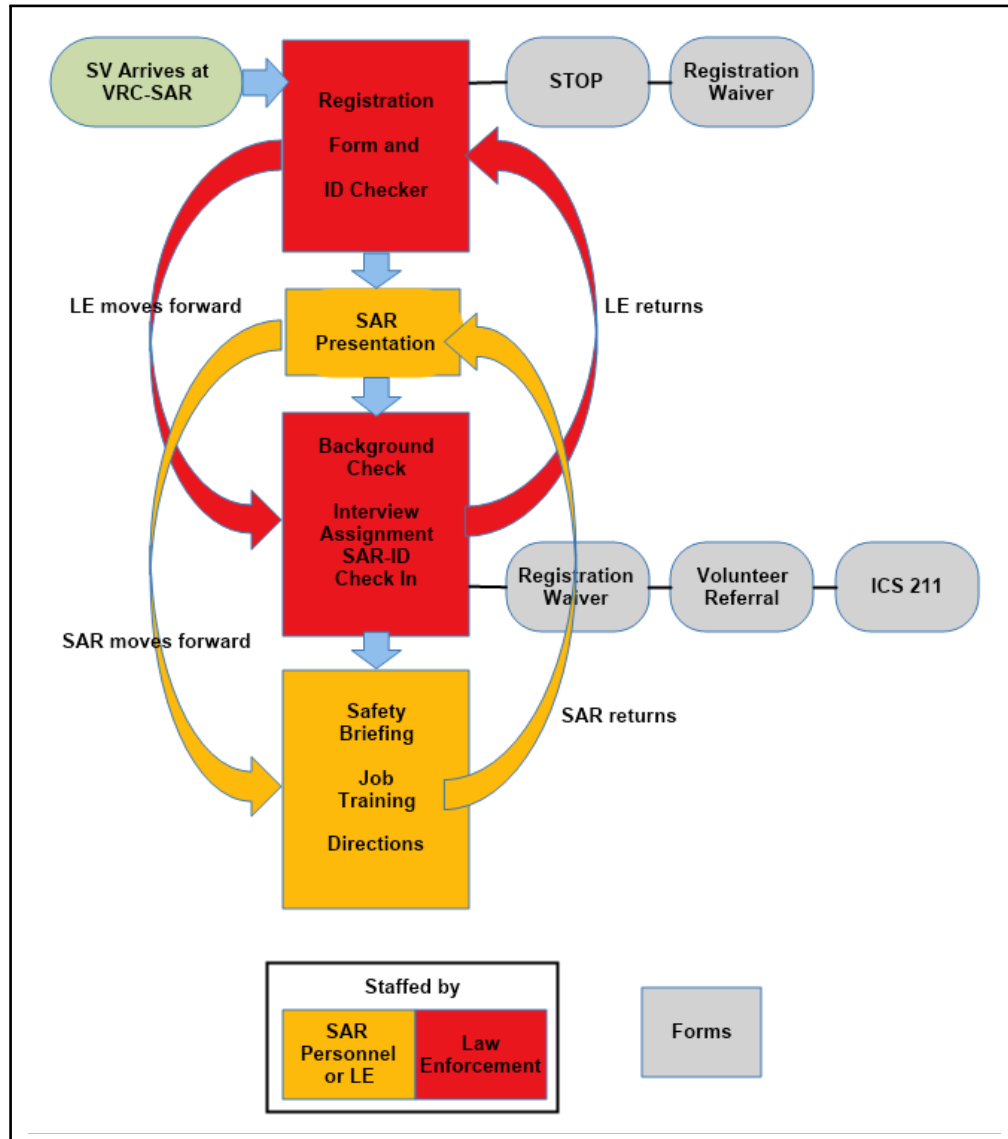 SV Arrives at
VRC-SAR
Registration
Form and
ID Checker
STOP
Registration
Waiver
LE moves forward
LE returns
SAR
Presentation
Background
Check
Interview
Assignment
SAR-ID
Check In
Registration
Waiver
Volunteer
Referral
ICS 211
SAR moves forward
SAR returns
Safety
Briefing
Job
Training
Directions
Staffed by
SAR
Personnel
or LE
Law
Enforcement
Forms